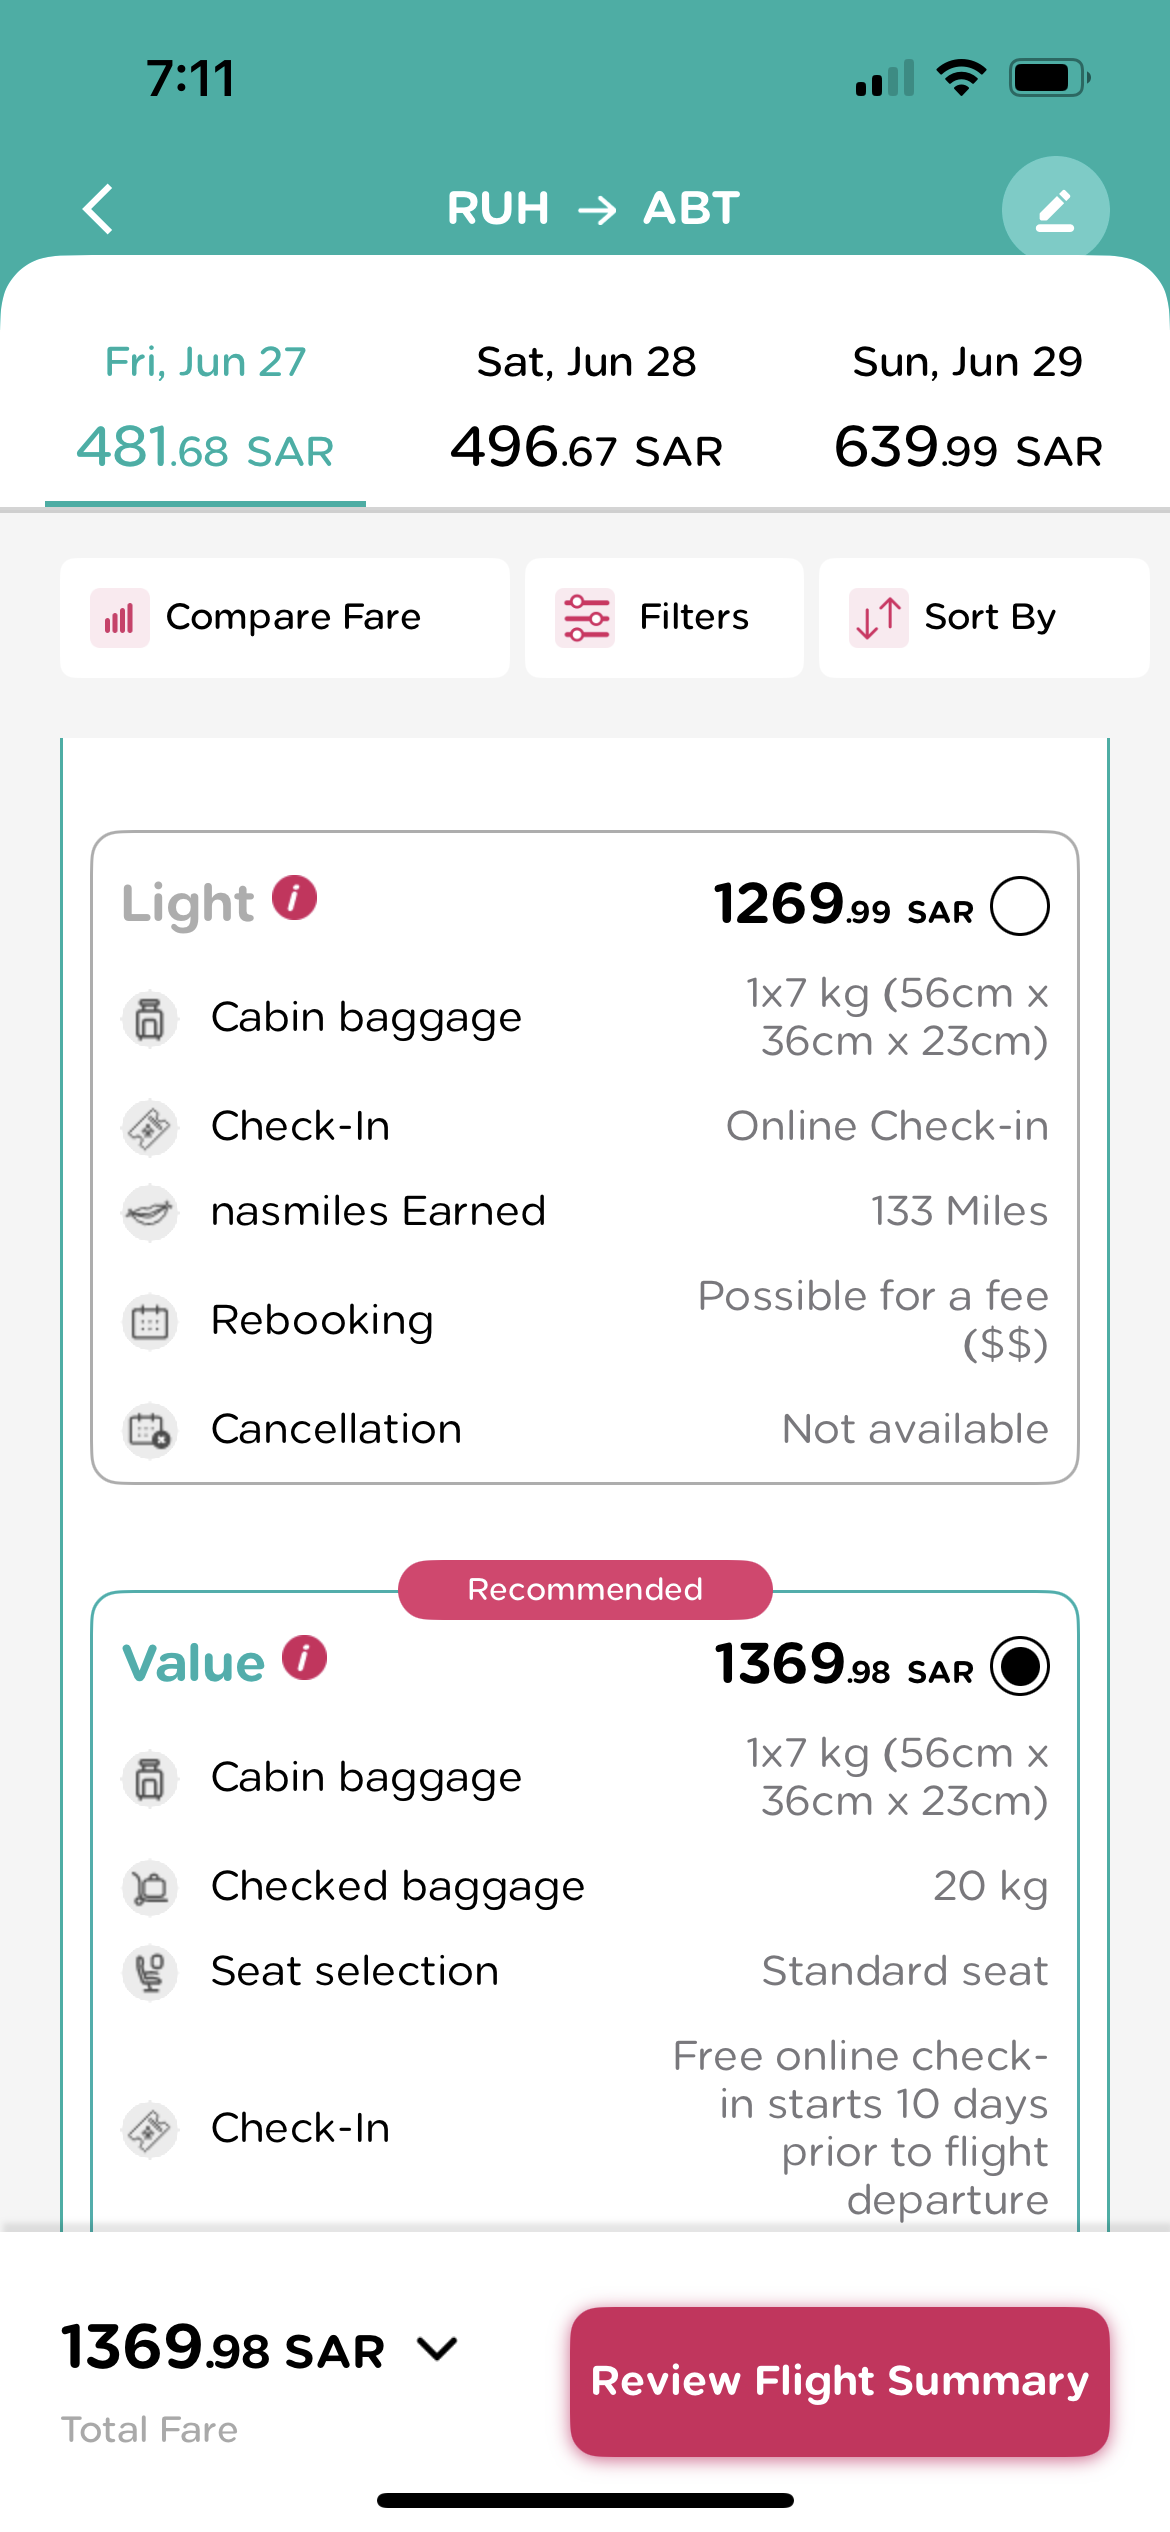 7:11
RUH → ABT
Fri, Jun 27
481.68 SAR
Sat, Jun 28
496.67 SAR
Sun, Jun 29
639.99 SAR
Compare Fare
Filters
Sort By
Light i
1269.99 SAR
Cabin baggage
1x7 kg (56cm x
36cm x 23cm)
Check-In
Online Check-in
nasmiles Earned
133 Miles
Rebooking
Possible for a fee
($$)
Cancellation
Not available
Recommended
Value i
1369.98 SAR
Cabin baggage
1x7 kg (56cm x
36cm x 23cm)
Checked baggage
20 kg
Seat selection
Standard seat
Check-In
Free online check-
in starts 10 days
prior to flight
departure
1369.98 SAR
Total Fare
Review Flight Summary